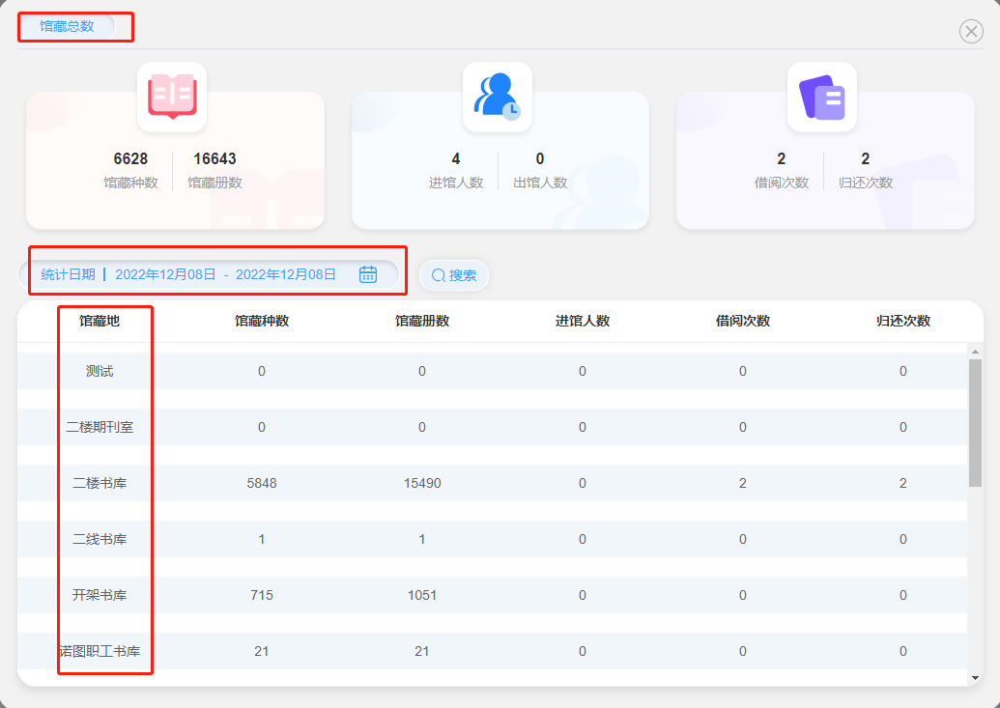 馆藏总数
6628 16643
馆藏种数 馆藏册数
4 0
进馆人数 出馆人数
2 2
借阅次数 归还次数
统计日期 2022年12月08日 - 2022年12月08日 搜索
馆藏地 馆藏种数 馆藏册数 进馆人数 借阅次数 归还次数
测试 0 0 0 0 0
二楼期刊室 0 0 0 0 0
二楼书库 5848 15490 0 2 2
二线书库 1 1 0 0 0
开架书库 715 1051 0 0 0
诺图职工书库 21 21 0 0 0